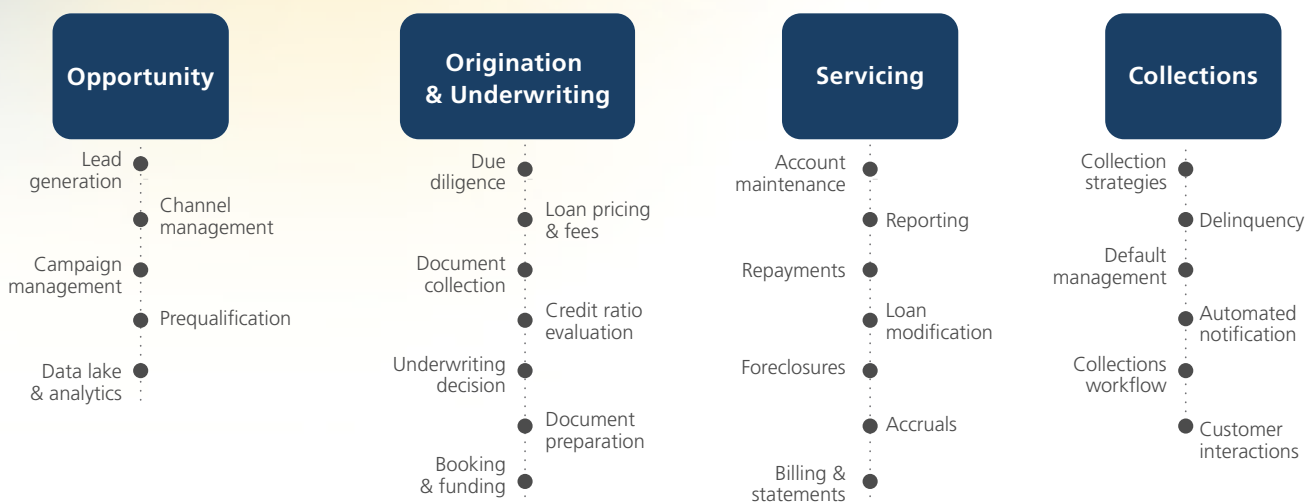 Opportunity
Lead
generation
Channel
management
Campaign
management
Prequalification
Data lake
& analytics
Origination
& Underwriting
Due
diligence
Loan pricing
& fees
Document
collection
Credit ratio
evaluation
Underwriting
decision
Document
preparation
Booking
& funding
Servicing
Account
maintenance
Reporting
Repayments
Loan
modification
Foreclosures
Accruals
Billing &
statements
Collections
Collection
strategies
Delinquency
Default
management
Automated
notification
Collections
workflow
Customer
interactions